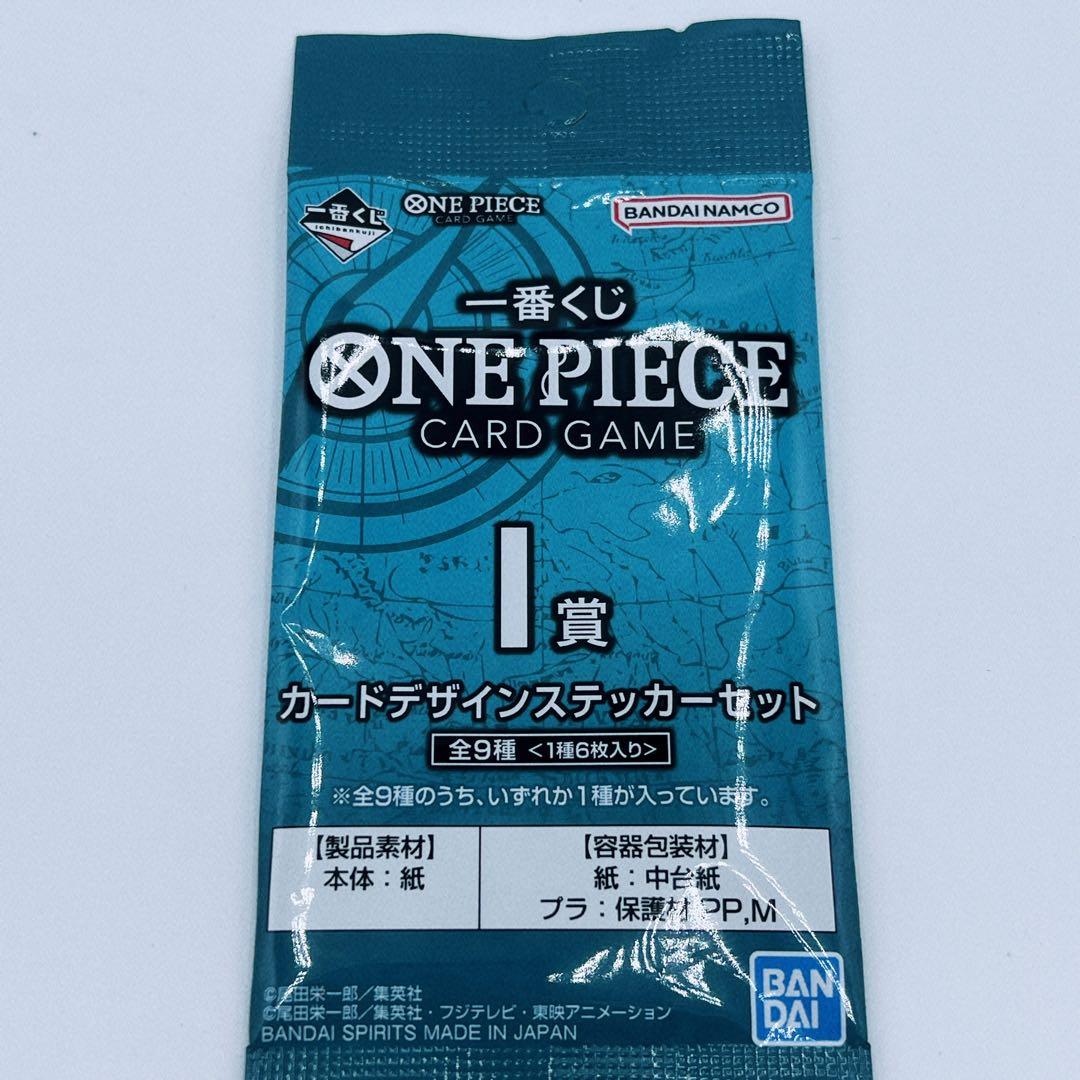 一番くじ
ichibankuji
ONE PIECE
CARD GAME
BANDAI NAMCO
一番くじ
ONE PIECE
CARD GAME
I賞
カードデザインステッカーセット
全9種 <1種6枚入り>
※全9種のうち、いずれか1種が入っています。
【製品素材】
本体：紙
【容器包装材】
紙：中台紙
プラ：保護材 PP,M
©尾田栄一郎／集英社
©尾田栄一郎／集英社・フジテレビ・東映アニメーション
BANDAI SPIRITS MADE IN JAPAN
BAN
DAI